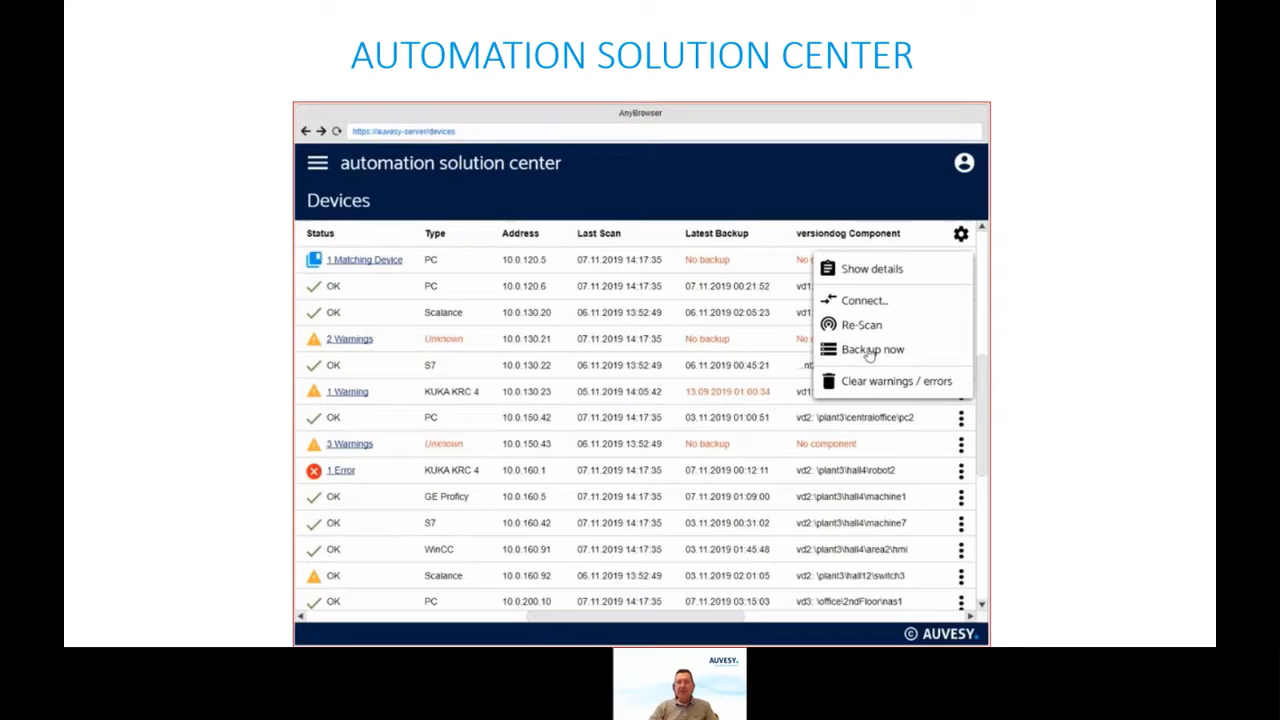 AUTOMATION SOLUTION CENTER
AnyBrowser
https://auvesy-server/devices
automation solution center
Devices
Status Type Address Last Scan Latest Backup versiondog Component
1 Matching Device PC 10.0.120.5 07.11.2019 14:17:35 No backup No
Show details
OK PC 10.0.120.6 07.11.2019 14:17:35 07.11.2019 00:21:52 vd1
Connect...
OK Scalance 10.0.130.20 06.11.2019 13:52:49 06.11.2019 02:05:23 vd1
Re-Scan
2 Warnings Unknown 10.0.130.21 07.11.2019 14:17:35 No backup No
Backup now
OK S7 10.0.130.22 06.11.2019 13:52:49 06.11.2019 00:45:21 ...nt
Clear warnings / errors
1 Warning KUKA KRC 4 10.0.130.23 05.11.2019 14:05:42 13.09.2019 01:00:34 vd1
OK PC 10.0.150.42 07.11.2019 14:17:35 03.11.2019 01:00:51 vd2: \plant3\centraloffice\pc2
3 Warnings Unknown 10.0.150.43 06.11.2019 13:52:49 No backup No component
1 Error KUKA KRC 4 10.0.160.1 07.11.2019 14:17:35 07.11.2019 00:12:11 vd2: \plant3\hall4\robot2
OK GE Proficy 10.0.160.5 07.11.2019 14:17:35 07.11.2019 01:09:00 vd2:\plant3\hall4\machine1
OK S7 10.0.160.42 07.11.2019 14:17:35 03.11.2019 00:31:02 vd2:\plant3\hall4\machine7
OK WinCC 10.0.160.91 07.11.2019 14:17:35 03.11.2019 01:45:48 vd2:\plant3\hall4\area2\hmi
OK Scalance 10.0.160.92 06.11.2019 13:52:49 03.11.2019 02:01:05 vd2: \plant3\hall12\switch3
OK PC 10.0.200.10 07.11.2019 14:17:35 07.11.2019 03:15:03 vd3: \office\2ndFloor\nas1
© AUVESY.
AUVESY.